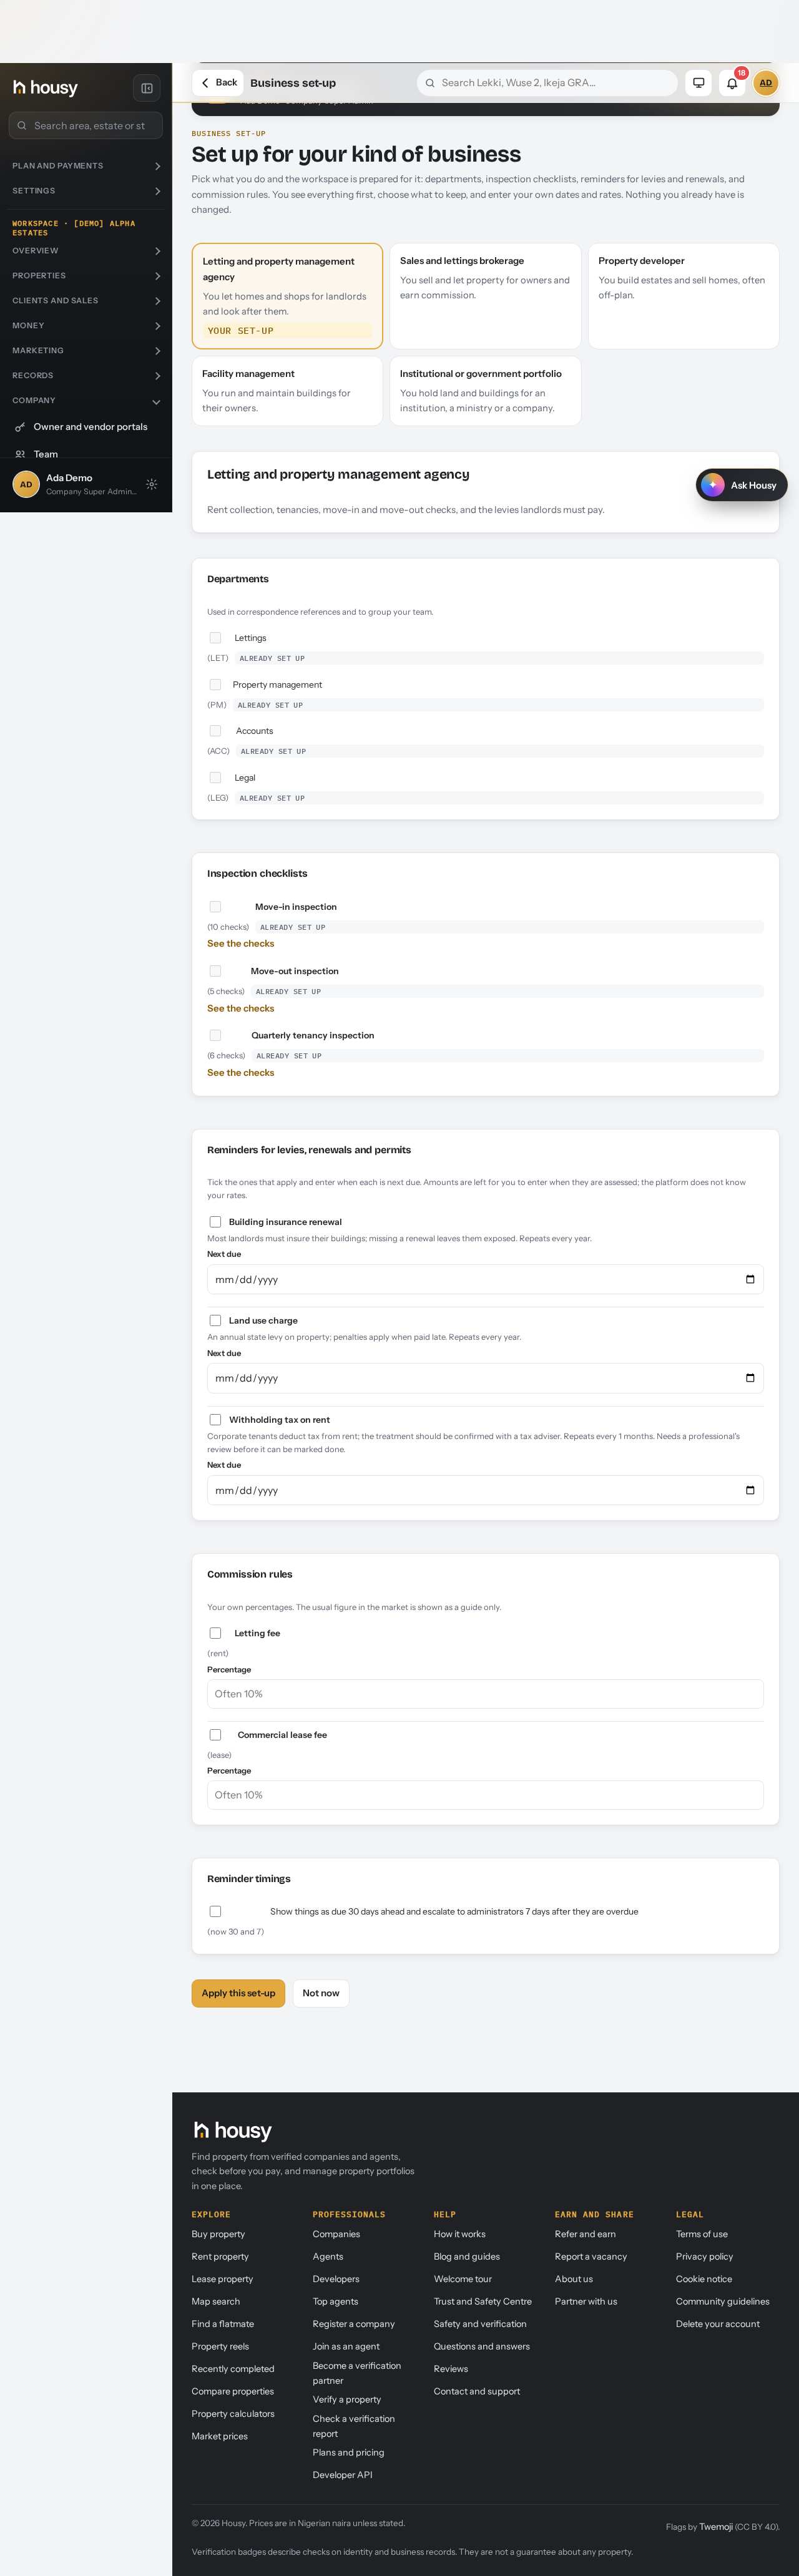 housy
Search area, estate or st
PLAN AND PAYMENTS
SETTINGS
WORKSPACE · [DEMO] ALPHA
ESTATES
OVERVIEW
PROPERTIES
CLIENTS AND SALES
MONEY
MARKETING
RECORDS
COMPANY
Owner and vendor portals
Team
AD
Ada Demo
Company Super Admin...
Back
Business set-up
Search Lekki, Wuse 2, Ikeja GRA...
18
AD
BUSINESS SET-UP
Set up for your kind of business
Pick what you do and the workspace is prepared for it: departments, inspection checklists, reminders for levies and renewals, and
commission rules. You see everything first, choose what to keep, and enter your own dates and rates. Nothing you already have is
changed.
Letting and property management
agency
You let homes and shops for landlords
and look after them.
YOUR SET-UP
Sales and lettings brokerage
You sell and let property for owners and
earn commission.
Property developer
You build estates and sell homes, often
off-plan.
Facility management
You run and maintain buildings for
their owners.
Institutional or government portfolio
You hold land and buildings for an
institution, a ministry or a company.
Letting and property management agency
Rent collection, tenancies, move-in and move-out checks, and the levies landlords must pay.
Ask Housy
Departments
Used in correspondence references and to group your team.
Lettings
(LET) ALREADY SET UP
Property management
(PM) ALREADY SET UP
Accounts
(ACC) ALREADY SET UP
Legal
(LEG) ALREADY SET UP
Inspection checklists
Move-in inspection
(10 checks) ALREADY SET UP
See the checks
Move-out inspection
(5 checks) ALREADY SET UP
See the checks
Quarterly tenancy inspection
(6 checks) ALREADY SET UP
See the checks
Reminders for levies, renewals and permits
Tick the ones that apply and enter when each is next due. Amounts are left for you to enter when they are assessed; the platform does not know
your rates.
Building insurance renewal
Most landlords must insure their buildings; missing a renewal leaves them exposed. Repeats every year.
Next due
mm/dd/yyyy
Land use charge
An annual state levy on property; penalties apply when paid late. Repeats every year.
Next due
mm/dd/yyyy
Withholding tax on rent
Corporate tenants deduct tax from rent; the treatment should be confirmed with a tax adviser. Repeats every 1 months. Needs a professional's
review before it can be marked done.
Next due
mm/dd/yyyy
Commission rules
Your own percentages. The usual figure in the market is shown as a guide only.
Letting fee
(rent)
Percentage
Often 10%
Commercial lease fee
(lease)
Percentage
Often 10%
Reminder timings
Show things as due 30 days ahead and escalate to administrators 7 days after they are overdue
(now 30 and 7)
Apply this set-up
Not now
housy
Find property from verified companies and agents,
check before you pay, and manage property portfolios
in one place.
EXPLORE
Buy property
Rent property
Lease property
Map search
Find a flatmate
Property reels
Recently completed
Compare properties
Property calculators
Market prices
PROFESSIONALS
Companies
Agents
Developers
Top agents
Register a company
Join as an agent
Become a verification
partner
Verify a property
Check a verification
report
Plans and pricing
Developer API
HELP
How it works
Blog and guides
Welcome tour
Trust and Safety Centre
Safety and verification
Questions and answers
Reviews
Contact and support
EARN AND SHARE
Refer and earn
Report a vacancy
About us
Partner with us
LEGAL
Terms of use
Privacy policy
Cookie notice
Community guidelines
Delete your account
© 2026 Housy. Prices are in Nigerian naira unless stated.
Flags by Twemoji (CC BY 4.0).
Verification badges describe checks on identity and business records. They are not a guarantee about any property.